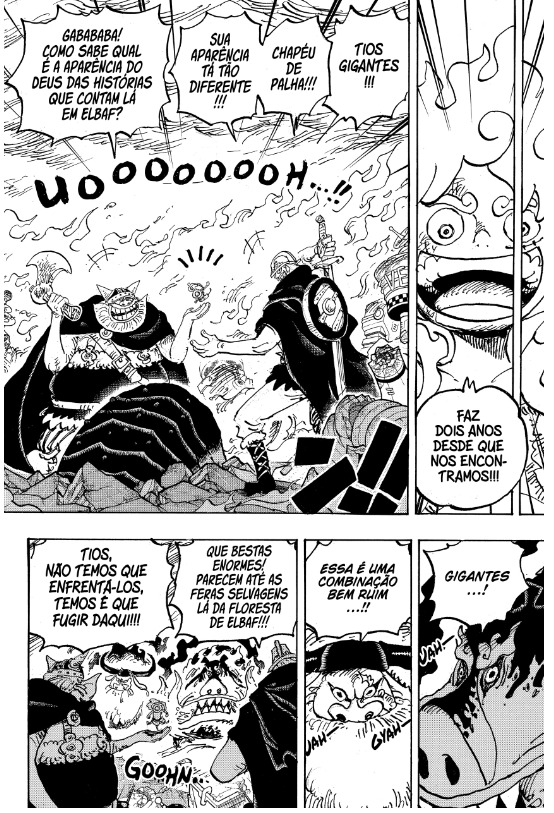 TIOS
GIGANTES
!!!
CHAPÉU
DE
PALHA!!!
SUA
APARÊNCIA
TÁ TÃO
DIFERENTE
!!!
GABABABA!
COMO SABE QUAL
É A APARÊNCIA DO
DEUS DAS HISTÓRIAS
QUE CONTAM LÁ
EM ELBAF?
UOOOOOOOOH...!!
FAZ
DOIS ANOS
DESDE QUE
NOS ENCON-
TRAMOS!!!
GIGANTES
...!
GYAH
ESSA É UMA
COMBINAÇÃO
BEM RUIM
...!!
GYAH
QUE BESTAS
ENORMES!
PARECEM ATÉ AS
FERAS SELVAGENS
LÁ DA FLORESTA
DE ELBAF!!!
TIOS,
NÃO TEMOS QUE
ENFRENTÁ-LOS,
TEMOS É QUE
FUGIR DAQUI!!!
GOOHN...